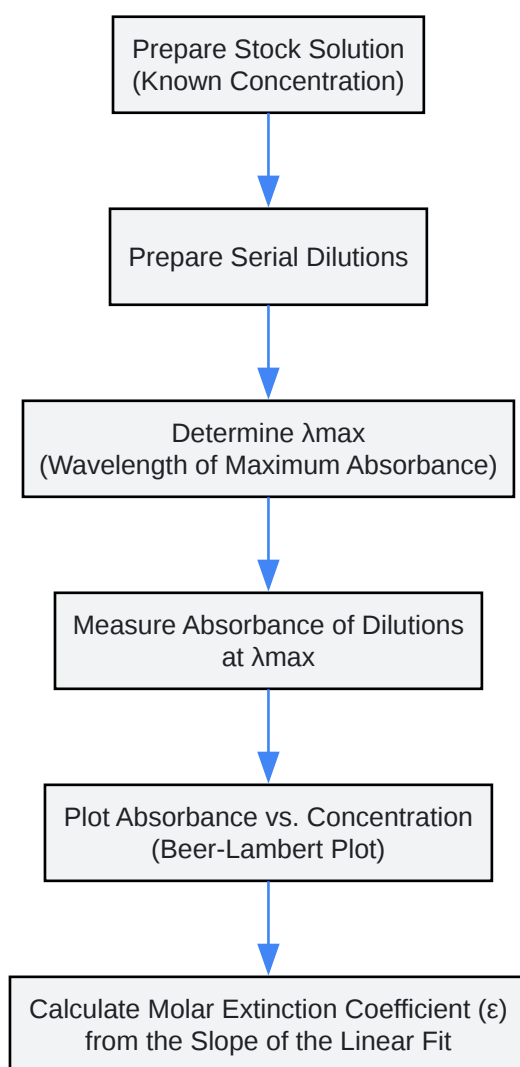 Prepare Stock Solution
(Known Concentration)
Prepare Serial Dilutions
Determine λmax
(Wavelength of Maximum Absorbance)
Measure Absorbance of Dilutions
at λmax
Plot Absorbance vs. Concentration
(Beer-Lambert Plot)
Calculate Molar Extinction Coefficient (ε)
from the Slope of the Linear Fit